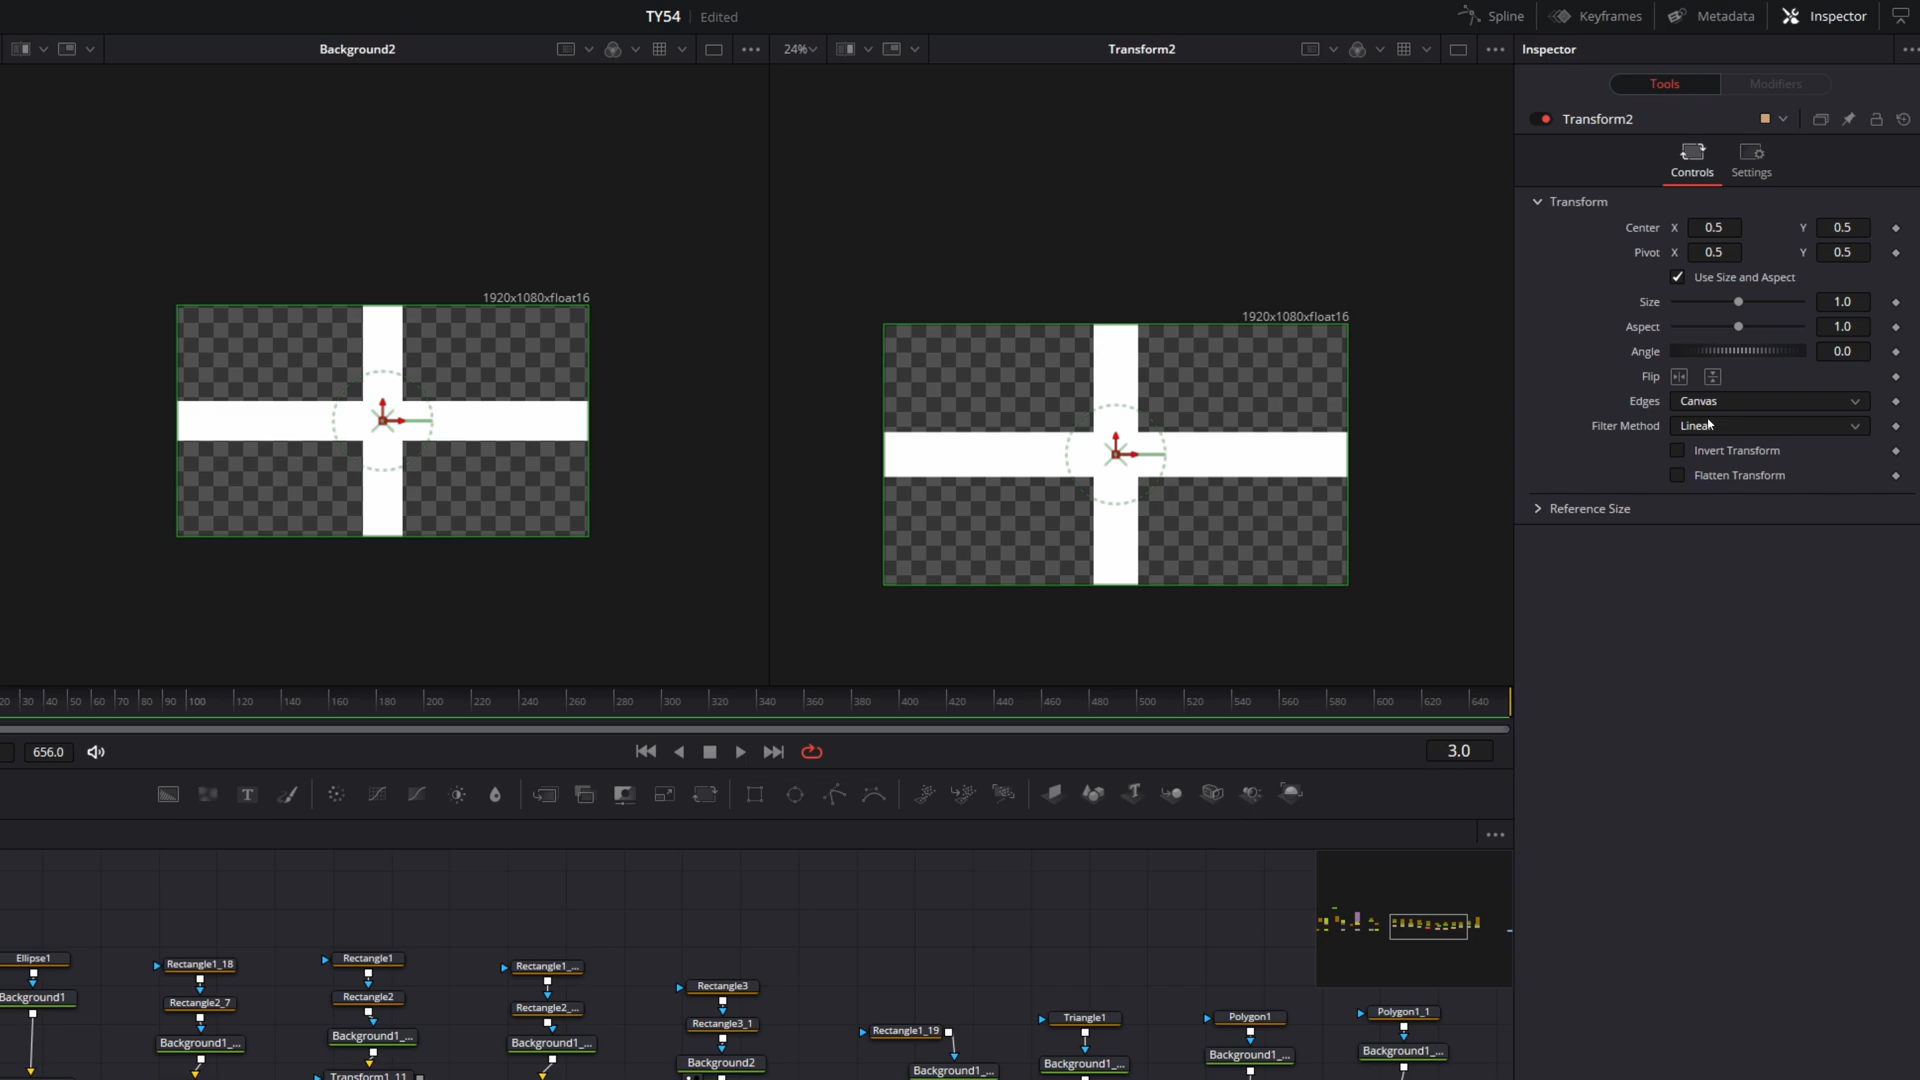 TY54 Edited
Spline Keyframes Metadata Inspector
Background2 24% Transform2 Inspector
Tools Modifiers
Transform2
Controls Settings
Transform
Center X 0.5 Y 0.5
Pivot X 0.5 Y 0.5
Use Size and Aspect
Size 1.0
Aspect 1.0
Angle 0.0
Flip
Edges Canvas
Filter Method Linear
Invert Transform
Flatten Transform
Reference Size
1920x1080xfloat16
1920x1080xfloat16
20 30 40 50 60 70 80 90 100 120 140 160 180 200 220 240 260 280 300 320 340 360 380 400 420 440 460 480 500 520 540 560 580 600 620 640
656.0 3.0
Ellipse1 Rectangle1_18 Rectangle1 Rectangle1_... Rectangle3 Rectangle1_19 Triangle1 Polygon1 Polygon1_1
Background1 Rectangle2_7 Rectangle2 Rectangle2_... Rectangle3_1
Background1_... Background1_... Background1_... Background2 Background1_... Background1_... Background1_... Background1_...
Transform1_11